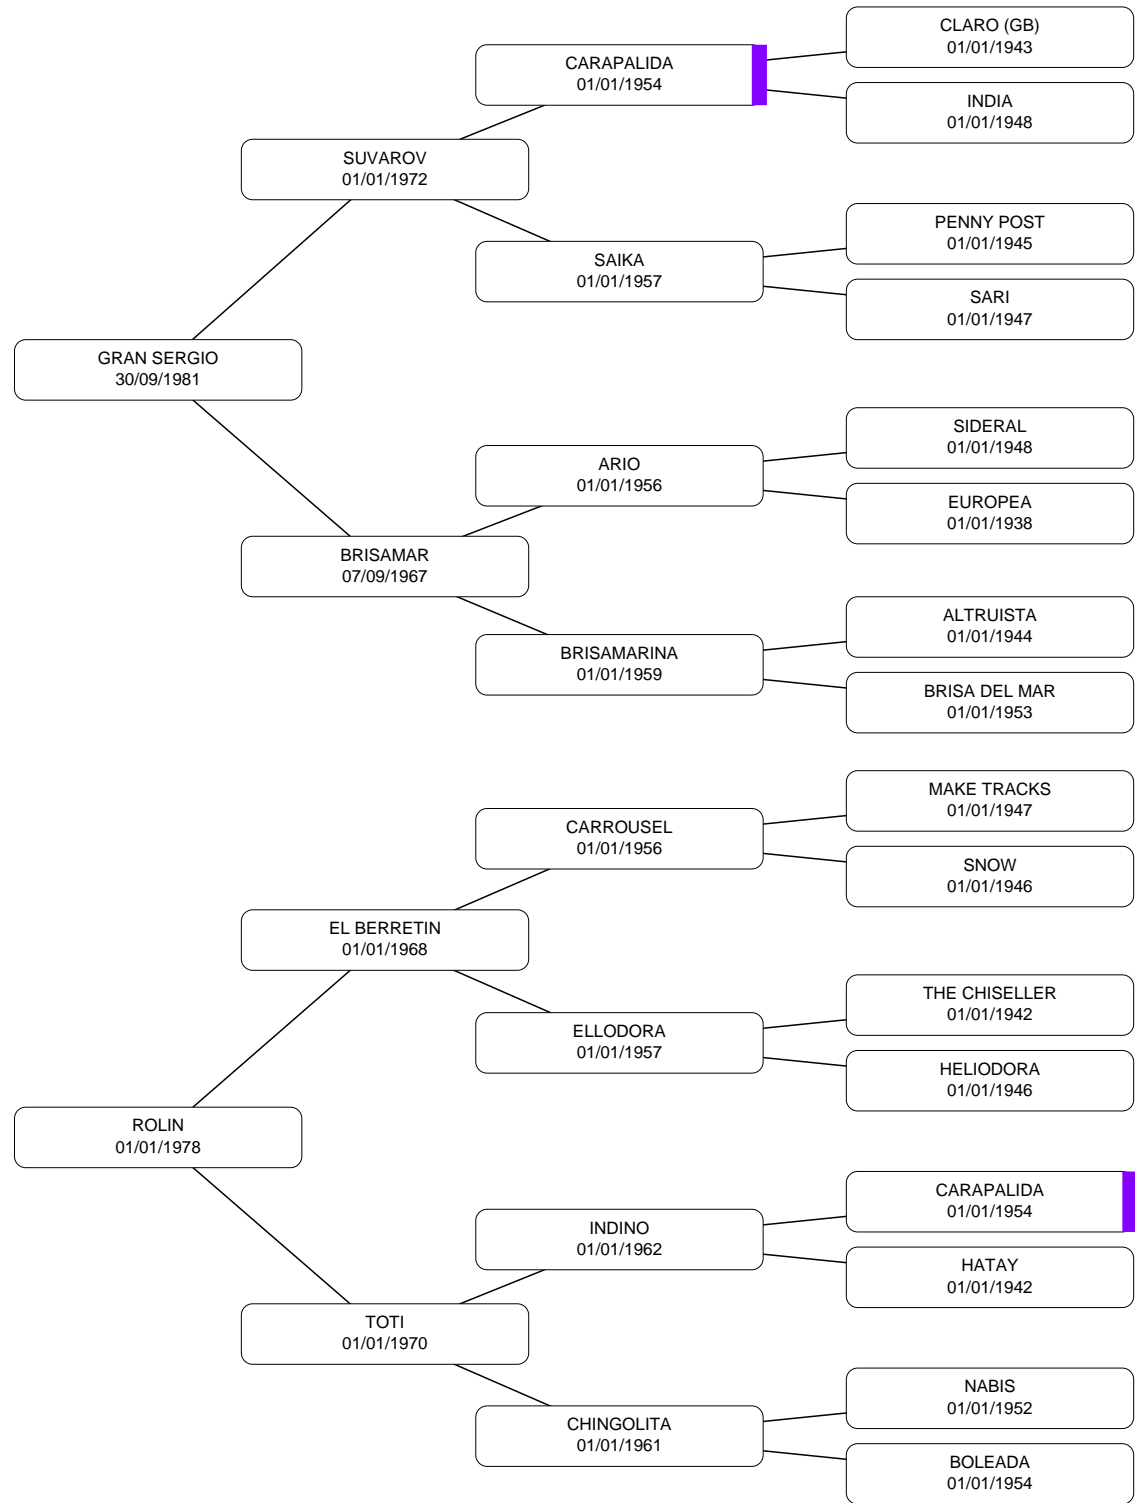 CLARO (GB)
01/01/1943
CARAPALIDA
01/01/1954
INDIA
01/01/1948
SUVAROV
01/01/1972
PENNY POST
01/01/1945
SAIKA
01/01/1957
SARI
01/01/1947
GRAN SERGIO
30/09/1981
SIDERAL
01/01/1948
ARIO
01/01/1956
EUROPEA
01/01/1938
BRISAMAR
07/09/1967
ALTRUISTA
01/01/1944
BRISAMARINA
01/01/1959
BRISA DEL MAR
01/01/1953
MAKE TRACKS
01/01/1947
CARROUSEL
01/01/1956
SNOW
01/01/1946
EL BERRETIN
01/01/1968
THE CHISELLER
01/01/1942
ELLODORA
01/01/1957
HELIODORA
01/01/1946
ROLIN
01/01/1978
CARAPALIDA
01/01/1954
INDINO
01/01/1962
HATAY
01/01/1942
TOTI
01/01/1970
NABIS
01/01/1952
CHINGOLITA
01/01/1961
BOLEADA
01/01/1954